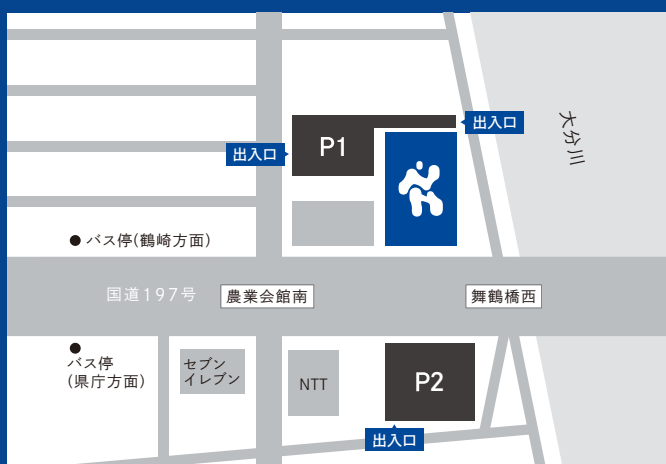 出入口
大分川
P1
出入口
バス停(鶴崎方面)
国道197号
農業会館南
舞鶴橋西
バス停
(県庁方面)
セブン
イレブン
NTT
P2
出入口